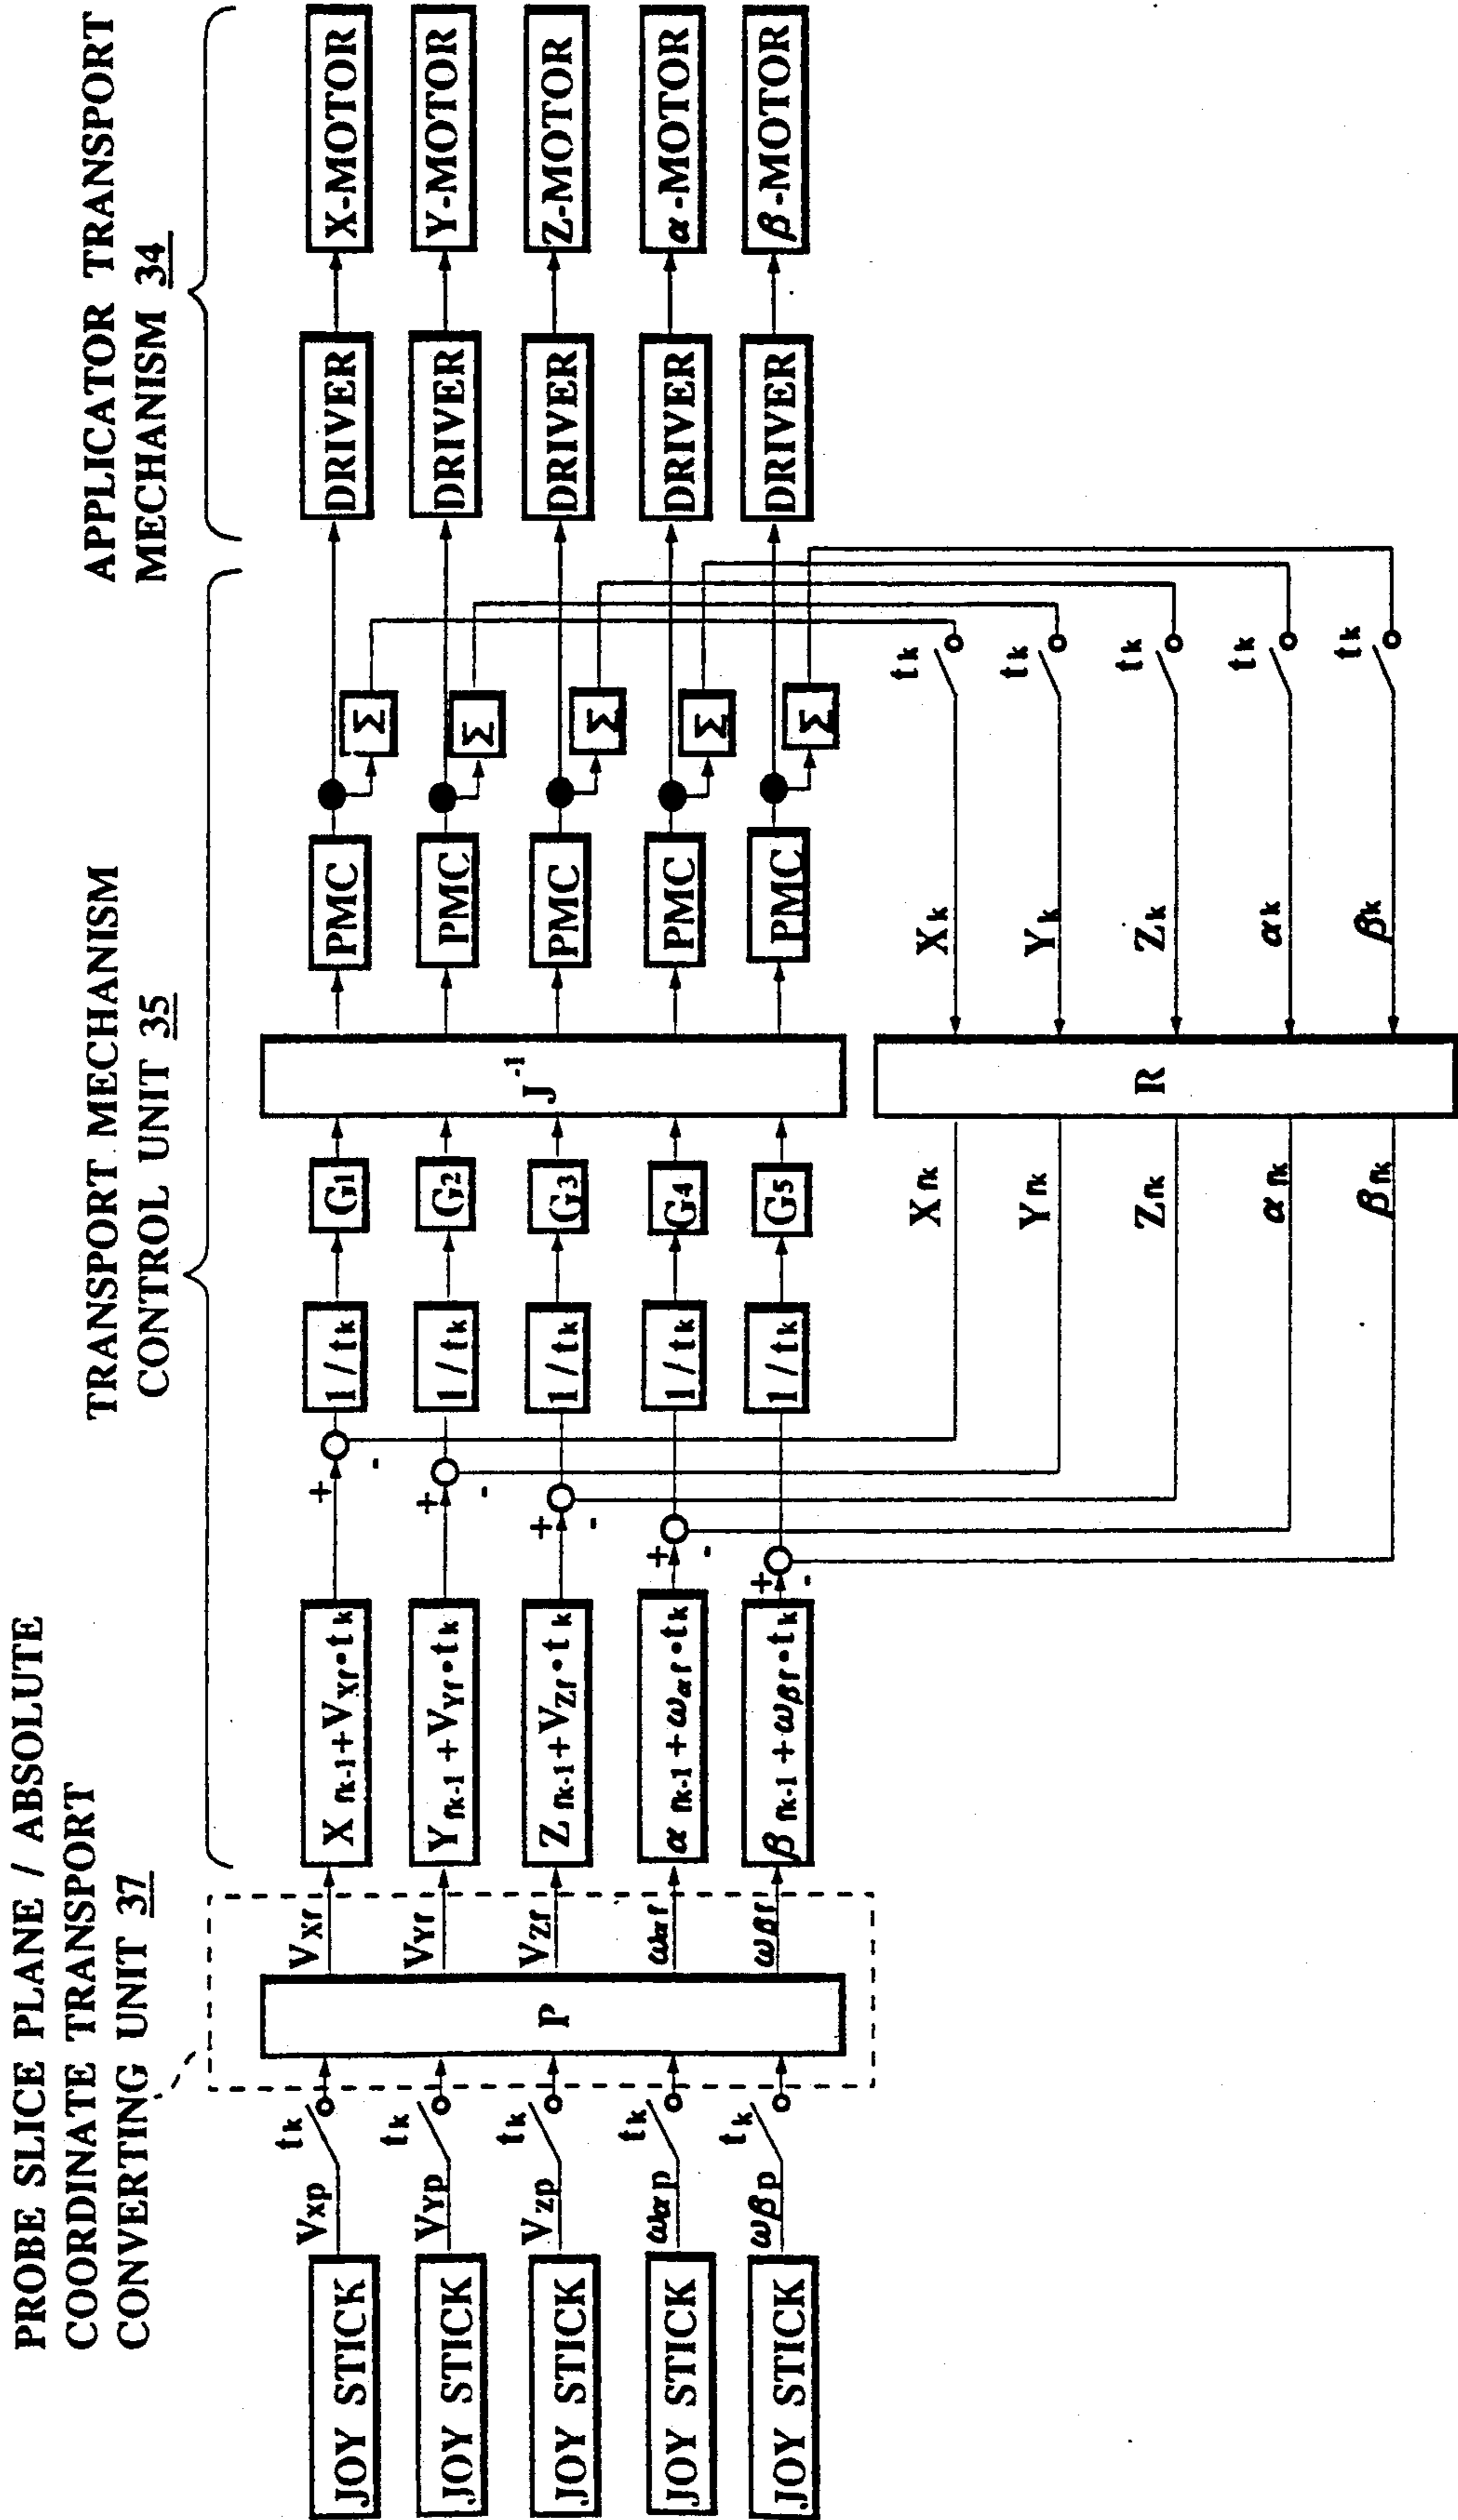 PROBE SLICE PLANE / ABSOLUTE
COORDINATE TRANSPORT
CONVERTING UNIT 37
TRANSPORT MECHANISM
CONTROL UNIT 35
APPLICATOR TRANSPORT
MECHANISM 34
JOY STICK
Vxp
tk
VXr
X rk-1 + VXr • tk
+
-
1/tk
G1
PMC
Σ
DRIVER
X-MOTOR
JOY STICK
VYp
tk
VYr
Y rk-1 + VYr • tk
+
-
1/tk
G2
PMC
Σ
DRIVER
Y-MOTOR
JOY STICK
Vzp
tk
P
VZr
Z rk-1 + VZr • tk
+
-
1/tk
G3
J-1
PMC
Σ
DRIVER
Z-MOTOR
JOY STICK
ωαp
tk
ωαr
α rk-1 + ωαr • tk
+
-
1/tk
G4
PMC
Σ
DRIVER
α-MOTOR
JOY STICK
ωβp
tk
ωβr
β rk-1 + ωβr • tk
+
-
1/tk
G5
PMC
Σ
DRIVER
β-MOTOR
Xrk
Xk
tk
Yrk
Yk
tk
Zrk
R
Zk
tk
αrk
αk
tk
βrk
βk
tk